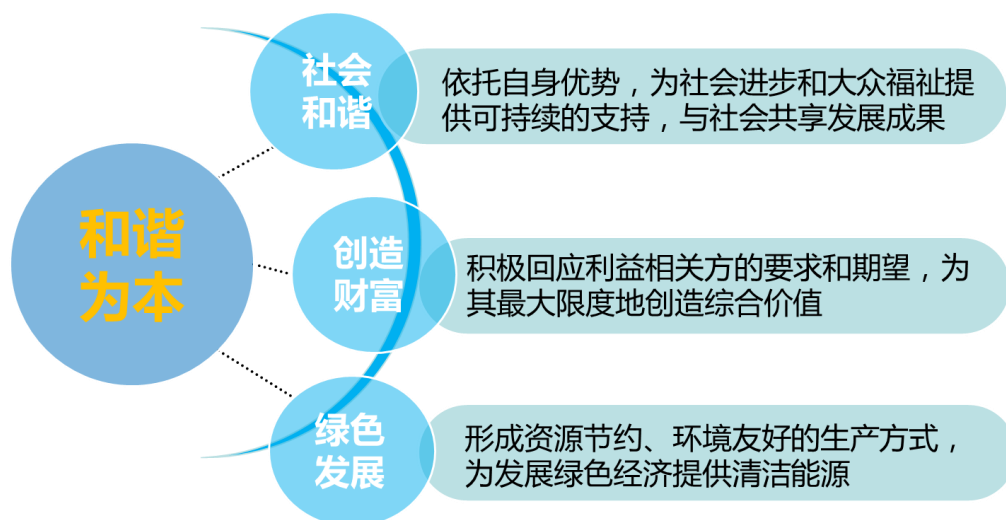 和谐
为本
社会
和谐
依托自身优势，为社会进步和大众福祉提
供可持续的支持，与社会共享发展成果
创造
财富
积极回应利益相关方的要求和期望，为
其最大限度地创造综合价值
绿色
发展
形成资源节约、环境友好的生产方式，
为发展绿色经济提供清洁能源